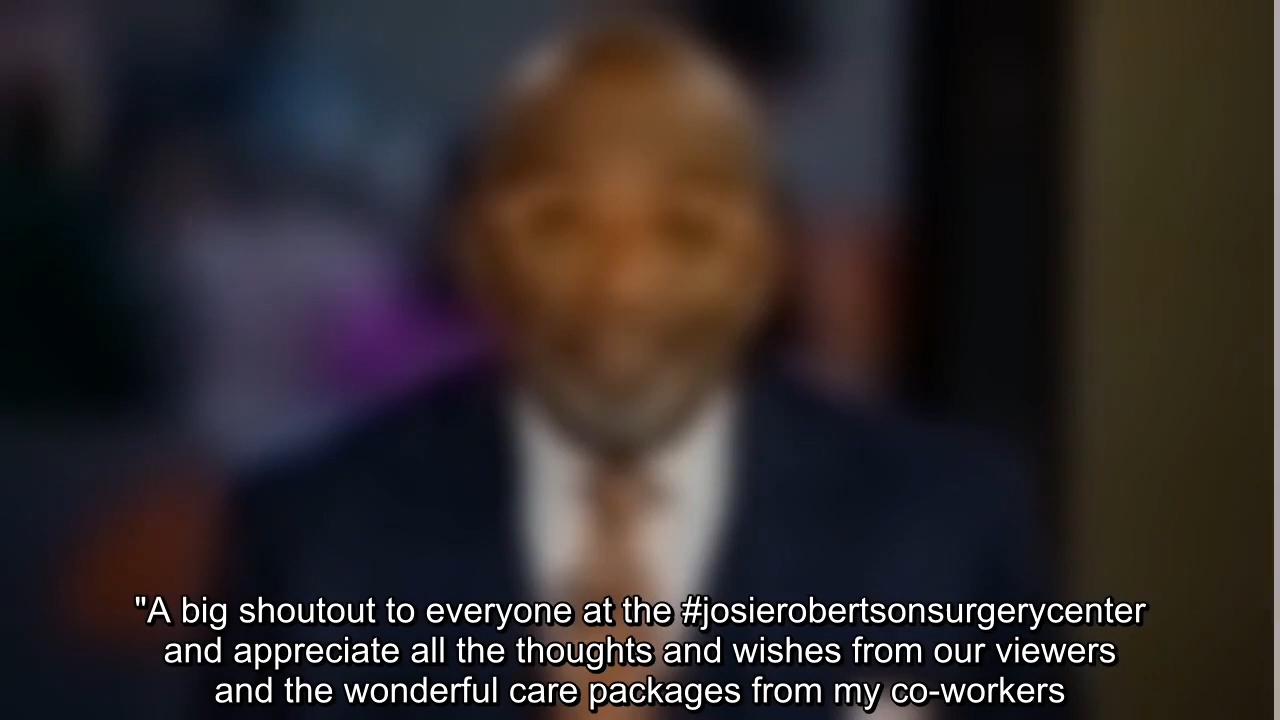 "A big shoutout to everyone at the #josierobertsonsurgerycenter
and appreciate all the thoughts and wishes from our viewers
and the wonderful care packages from my co-workers